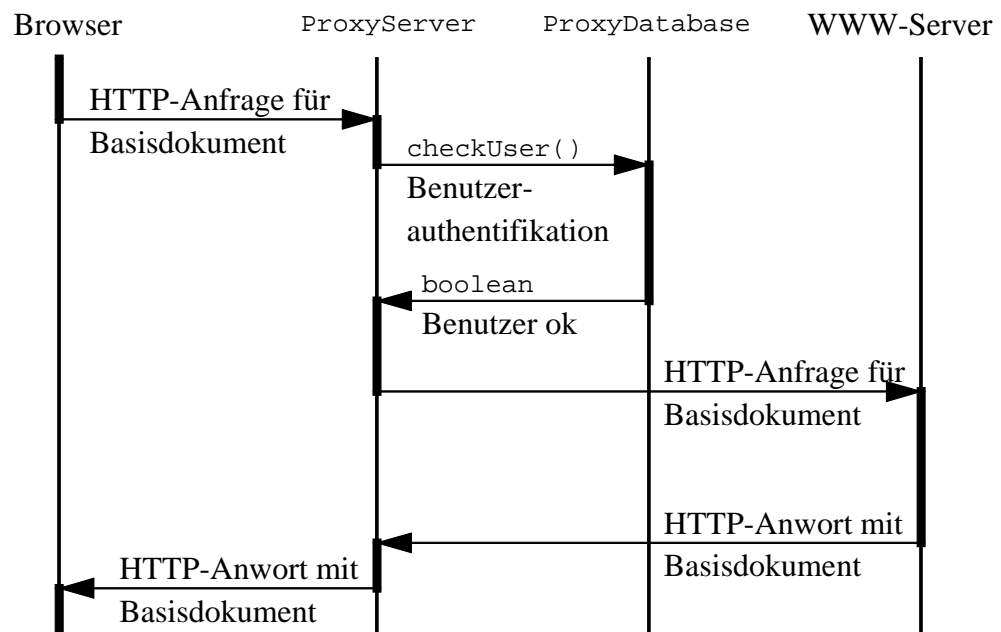 Browser
ProxyServer
ProxyDatabase
WWW-Server
HTTP-Anfrage für
Basisdokument
checkUser()
Benutzer-
authentifikation
boolean
Benutzer ok
HTTP-Anfrage für
Basisdokument
HTTP-Anwort mit
Basisdokument
HTTP-Anwort mit
Basisdokument